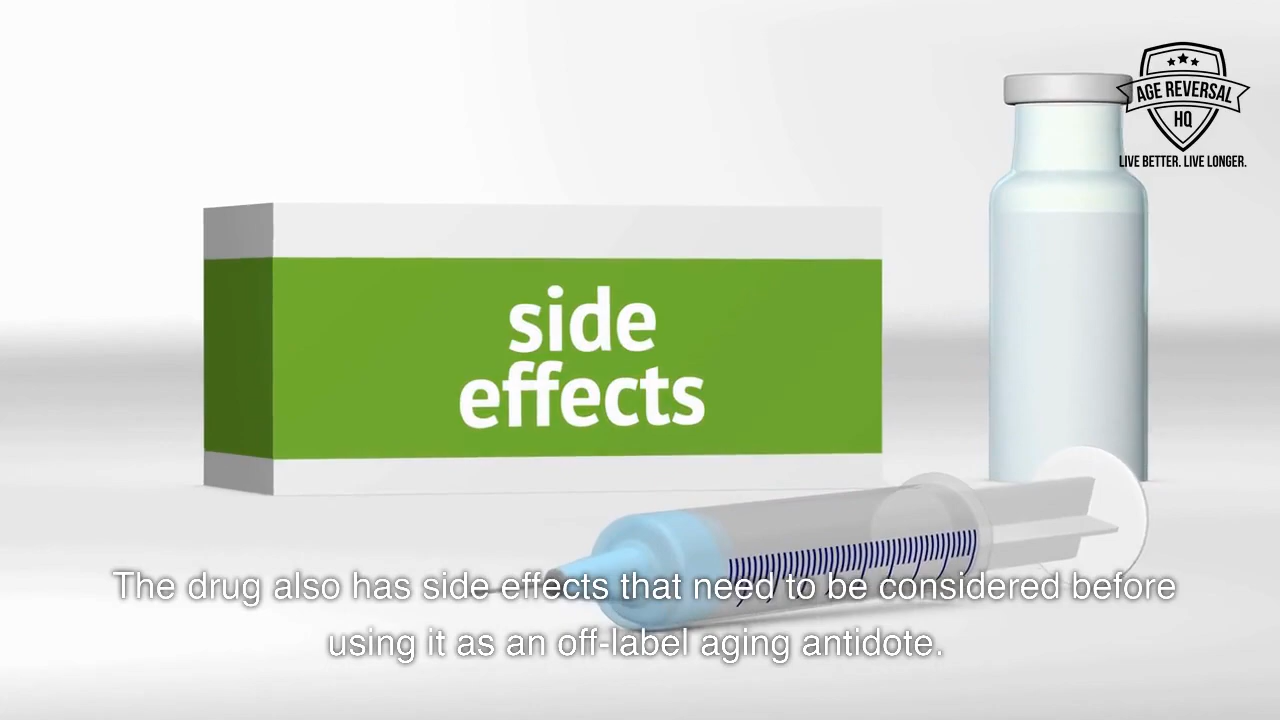 AGE REVERSAL
HQ
LIVE BETTER. LIVE LONGER.
side
effects
The drug also has side effects that need to be considered before
using it as an off-label aging antidote.